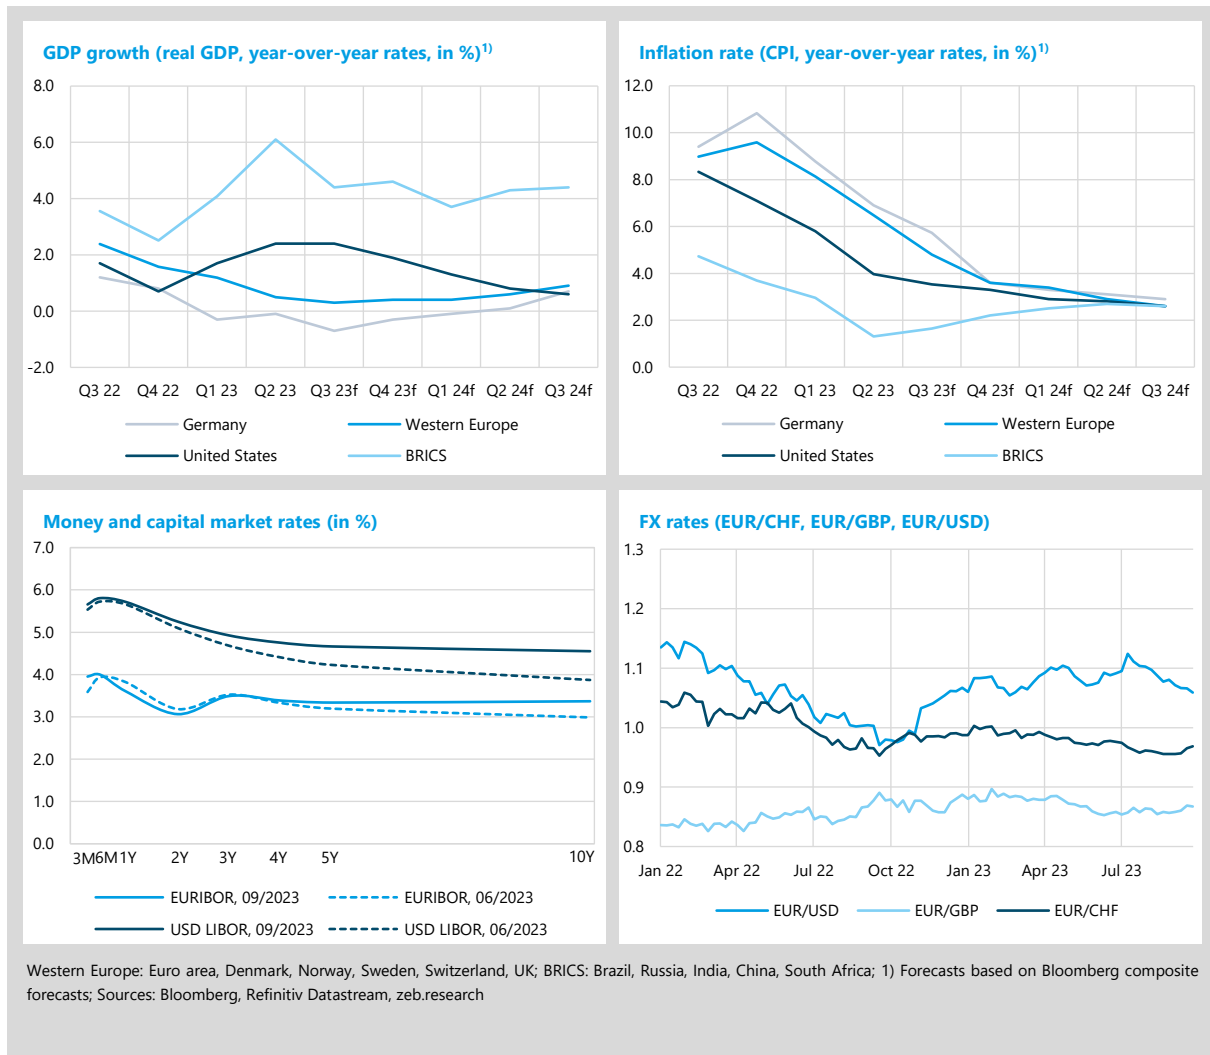 GDP growth (real GDP, year-over-year rates, in %)1)
8.0
6.0
4.0
2.0
0.0
-2.0
Q3 22 Q4 22 Q1 23 Q2 23 Q3 23f Q4 23f Q1 24f Q2 24f Q3 24f
Germany Western Europe
United States BRICS
Inflation rate (CPI, year-over-year rates, in %)1)
12.0
10.0
8.0
6.0
4.0
2.0
0.0
Q3 22 Q4 22 Q1 23 Q2 23 Q3 23f Q4 23f Q1 24f Q2 24f Q3 24f
Germany Western Europe
United States BRICS
Money and capital market rates (in %)
7.0
6.0
5.0
4.0
3.0
2.0
1.0
0.0
3M 6M 1Y 2Y 3Y 4Y 5Y 10Y
EURIBOR, 09/2023 EURIBOR, 06/2023
USD LIBOR, 09/2023 USD LIBOR, 06/2023
FX rates (EUR/CHF, EUR/GBP, EUR/USD)
1.3
1.2
1.1
1.0
0.9
0.8
Jan 22 Apr 22 Jul 22 Oct 22 Jan 23 Apr 23 Jul 23
EUR/USD EUR/GBP EUR/CHF
Western Europe: Euro area, Denmark, Norway, Sweden, Switzerland, UK; BRICS: Brazil, Russia, India, China, South Africa; 1) Forecasts based on Bloomberg composite
forecasts; Sources: Bloomberg, Refinitiv Datastream, zeb.research